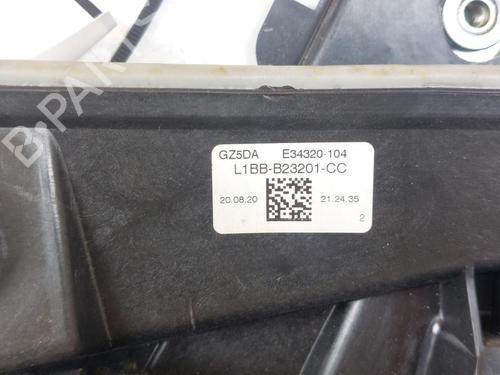 B-PARTS
GZ5DA E34320-104
L1BB-B23201-CC
20.08.20 21.24.35
2